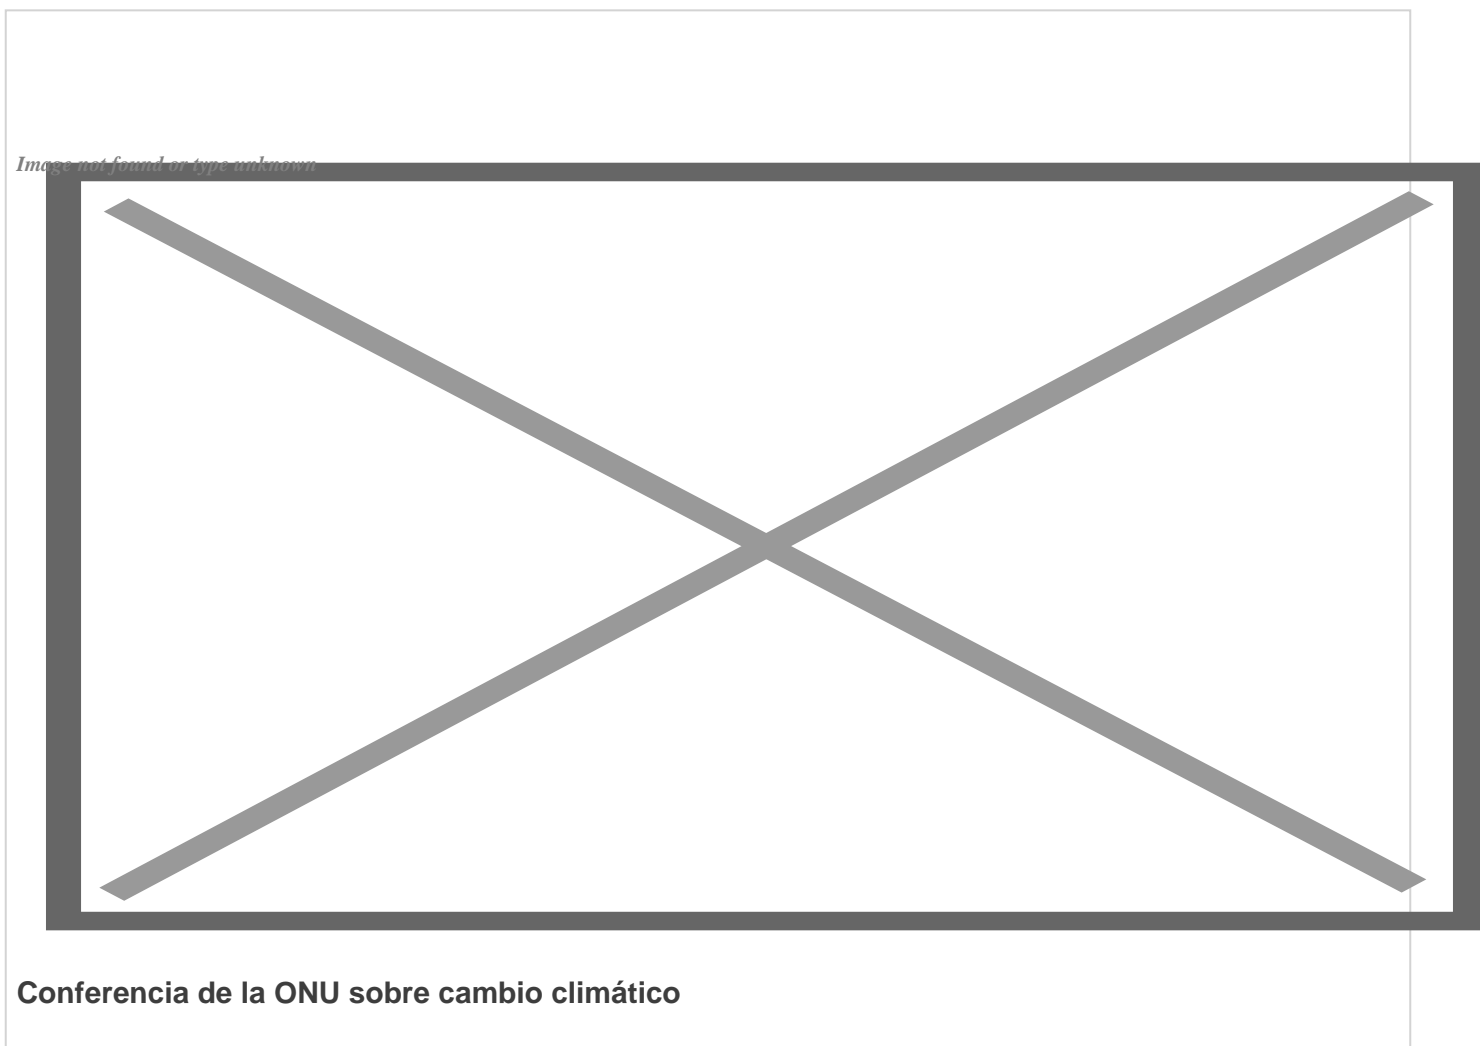 Image not found or type unknown
Conferencia de la ONU sobre cambio climático